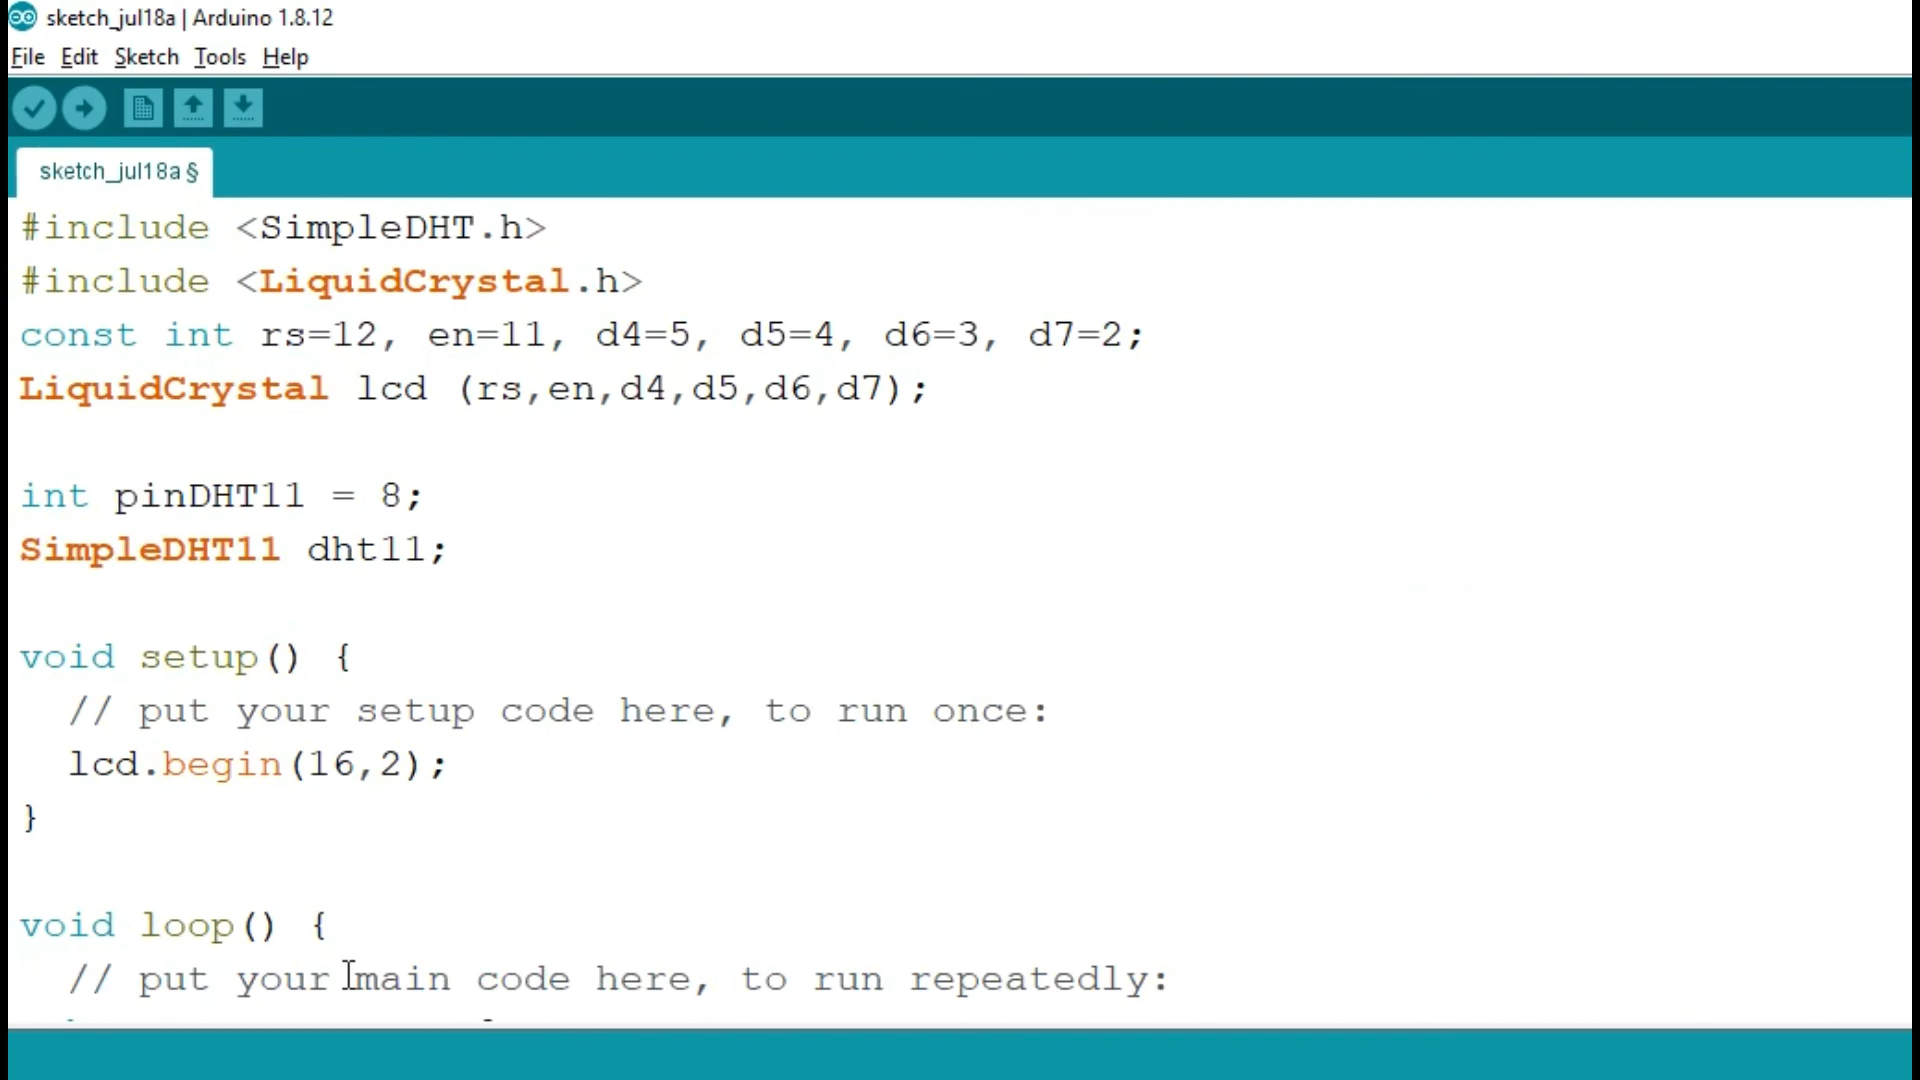 sketch_jul18a | Arduino 1.8.12
File Edit Sketch Tools Help
sketch_jul18a §
#include <SimpleDHT.h>
#include <LiquidCrystal.h>
const int rs=12, en=11, d4=5, d5=4, d6=3, d7=2;
LiquidCrystal lcd (rs,en,d4,d5,d6,d7);
int pinDHT11 = 8;
SimpleDHT11 dht11;
void setup() {
  // put your setup code here, to run once:
  lcd.begin(16,2);
}
void loop() {
  // put your main code here, to run repeatedly: